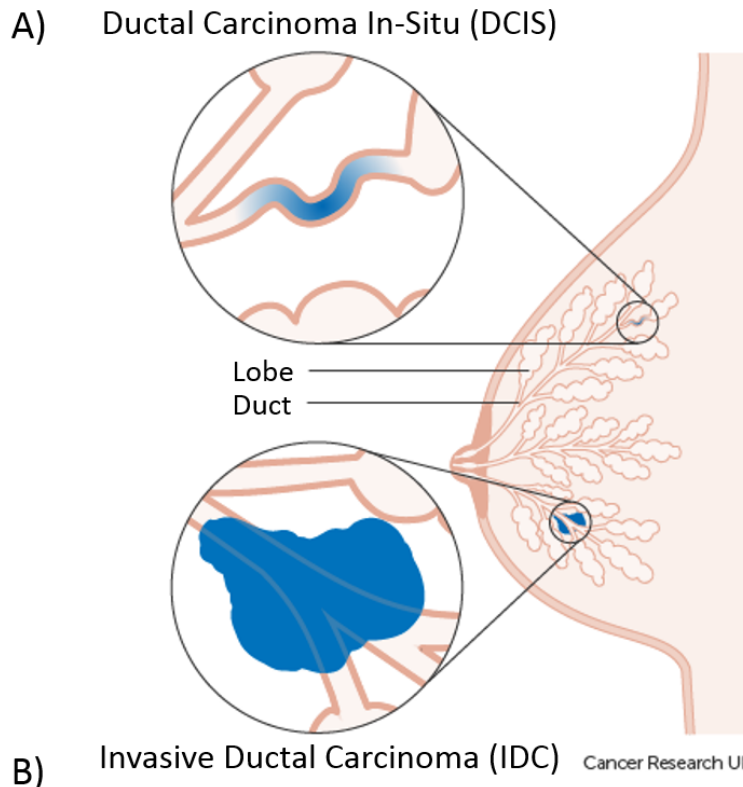 A) Ductal Carcinoma In-Situ (DCIS)
Lobe
Duct
B) Invasive Ductal Carcinoma (IDC)
Cancer Research U